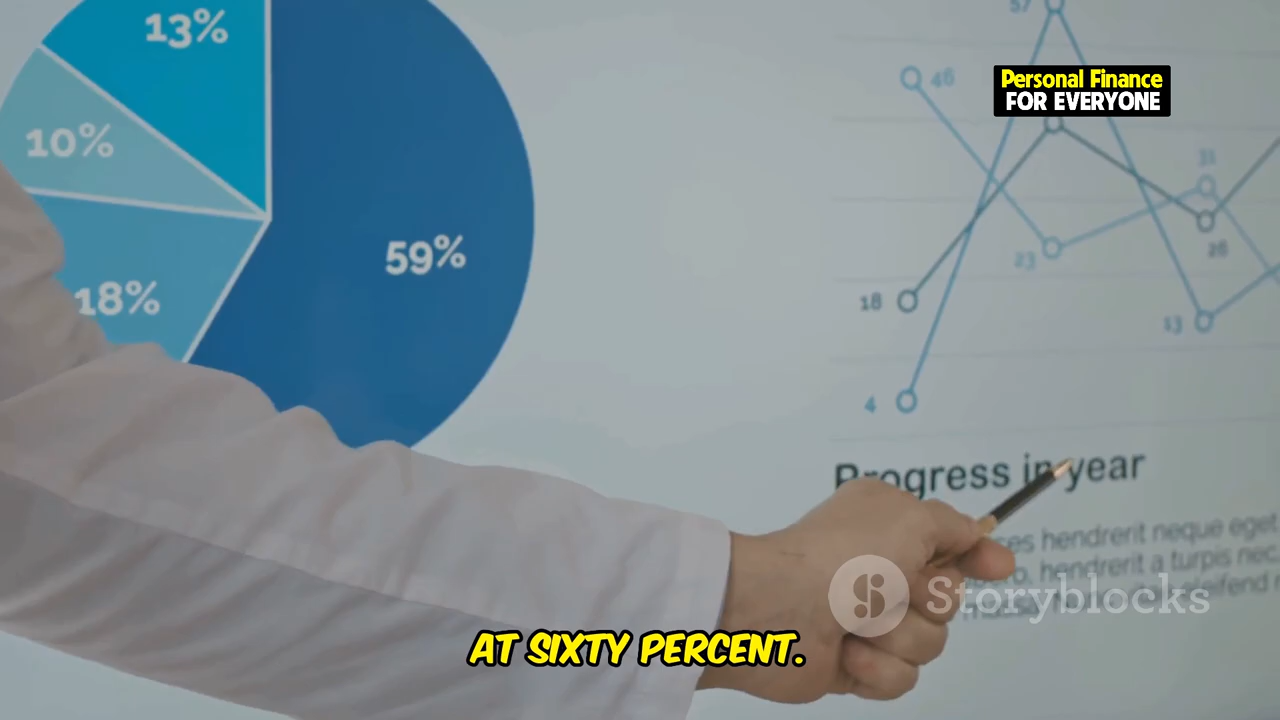 13%
10%
18%
59%
57
46
31
23
26
18
13
4
Personal Finance
FOR EVERYONE
Progress in year
hendrerit neque eget
hendrerit a turpis nec
Storyblocks
AT SIXTY PERCENT.